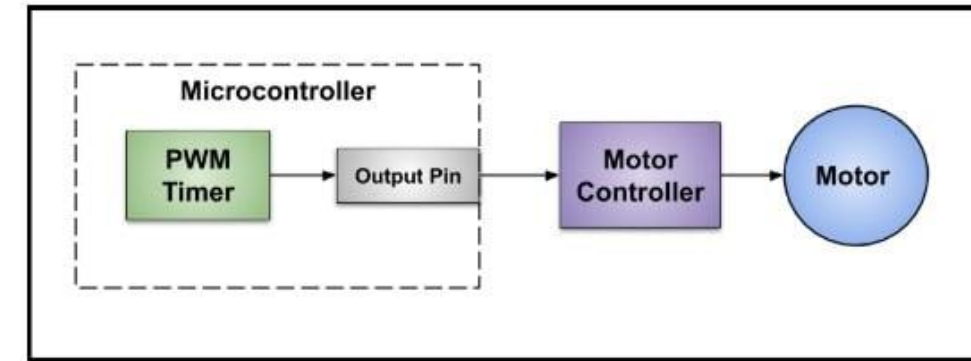 Microcontroller
PWM
Timer
Output Pin
Motor
Controller
Motor